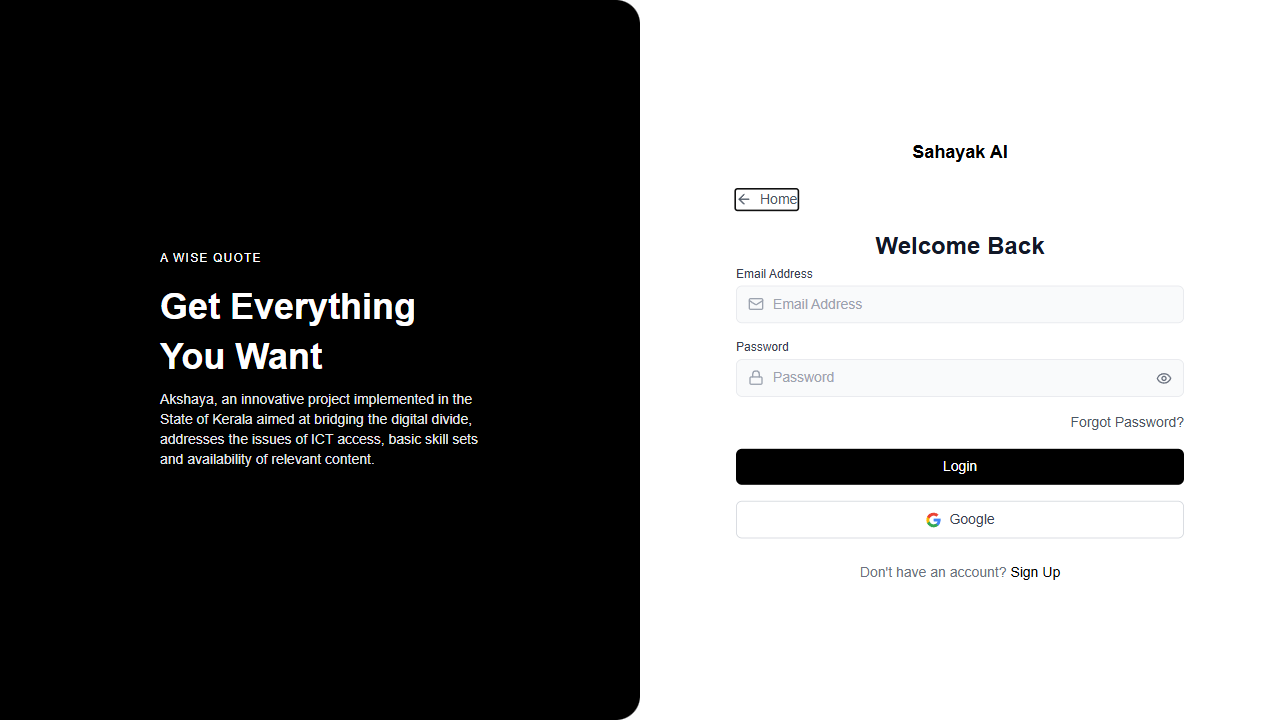 A WISE QUOTE
Get Everything
You Want
Akshaya, an innovative project implemented in the
State of Kerala aimed at bridging the digital divide,
addresses the issues of ICT access, basic skill sets
and availability of relevant content.
Sahayak AI
Home
Welcome Back
Email Address
Email Address
Password
Password
Forgot Password?
Login
Google
Don't have an account? Sign Up